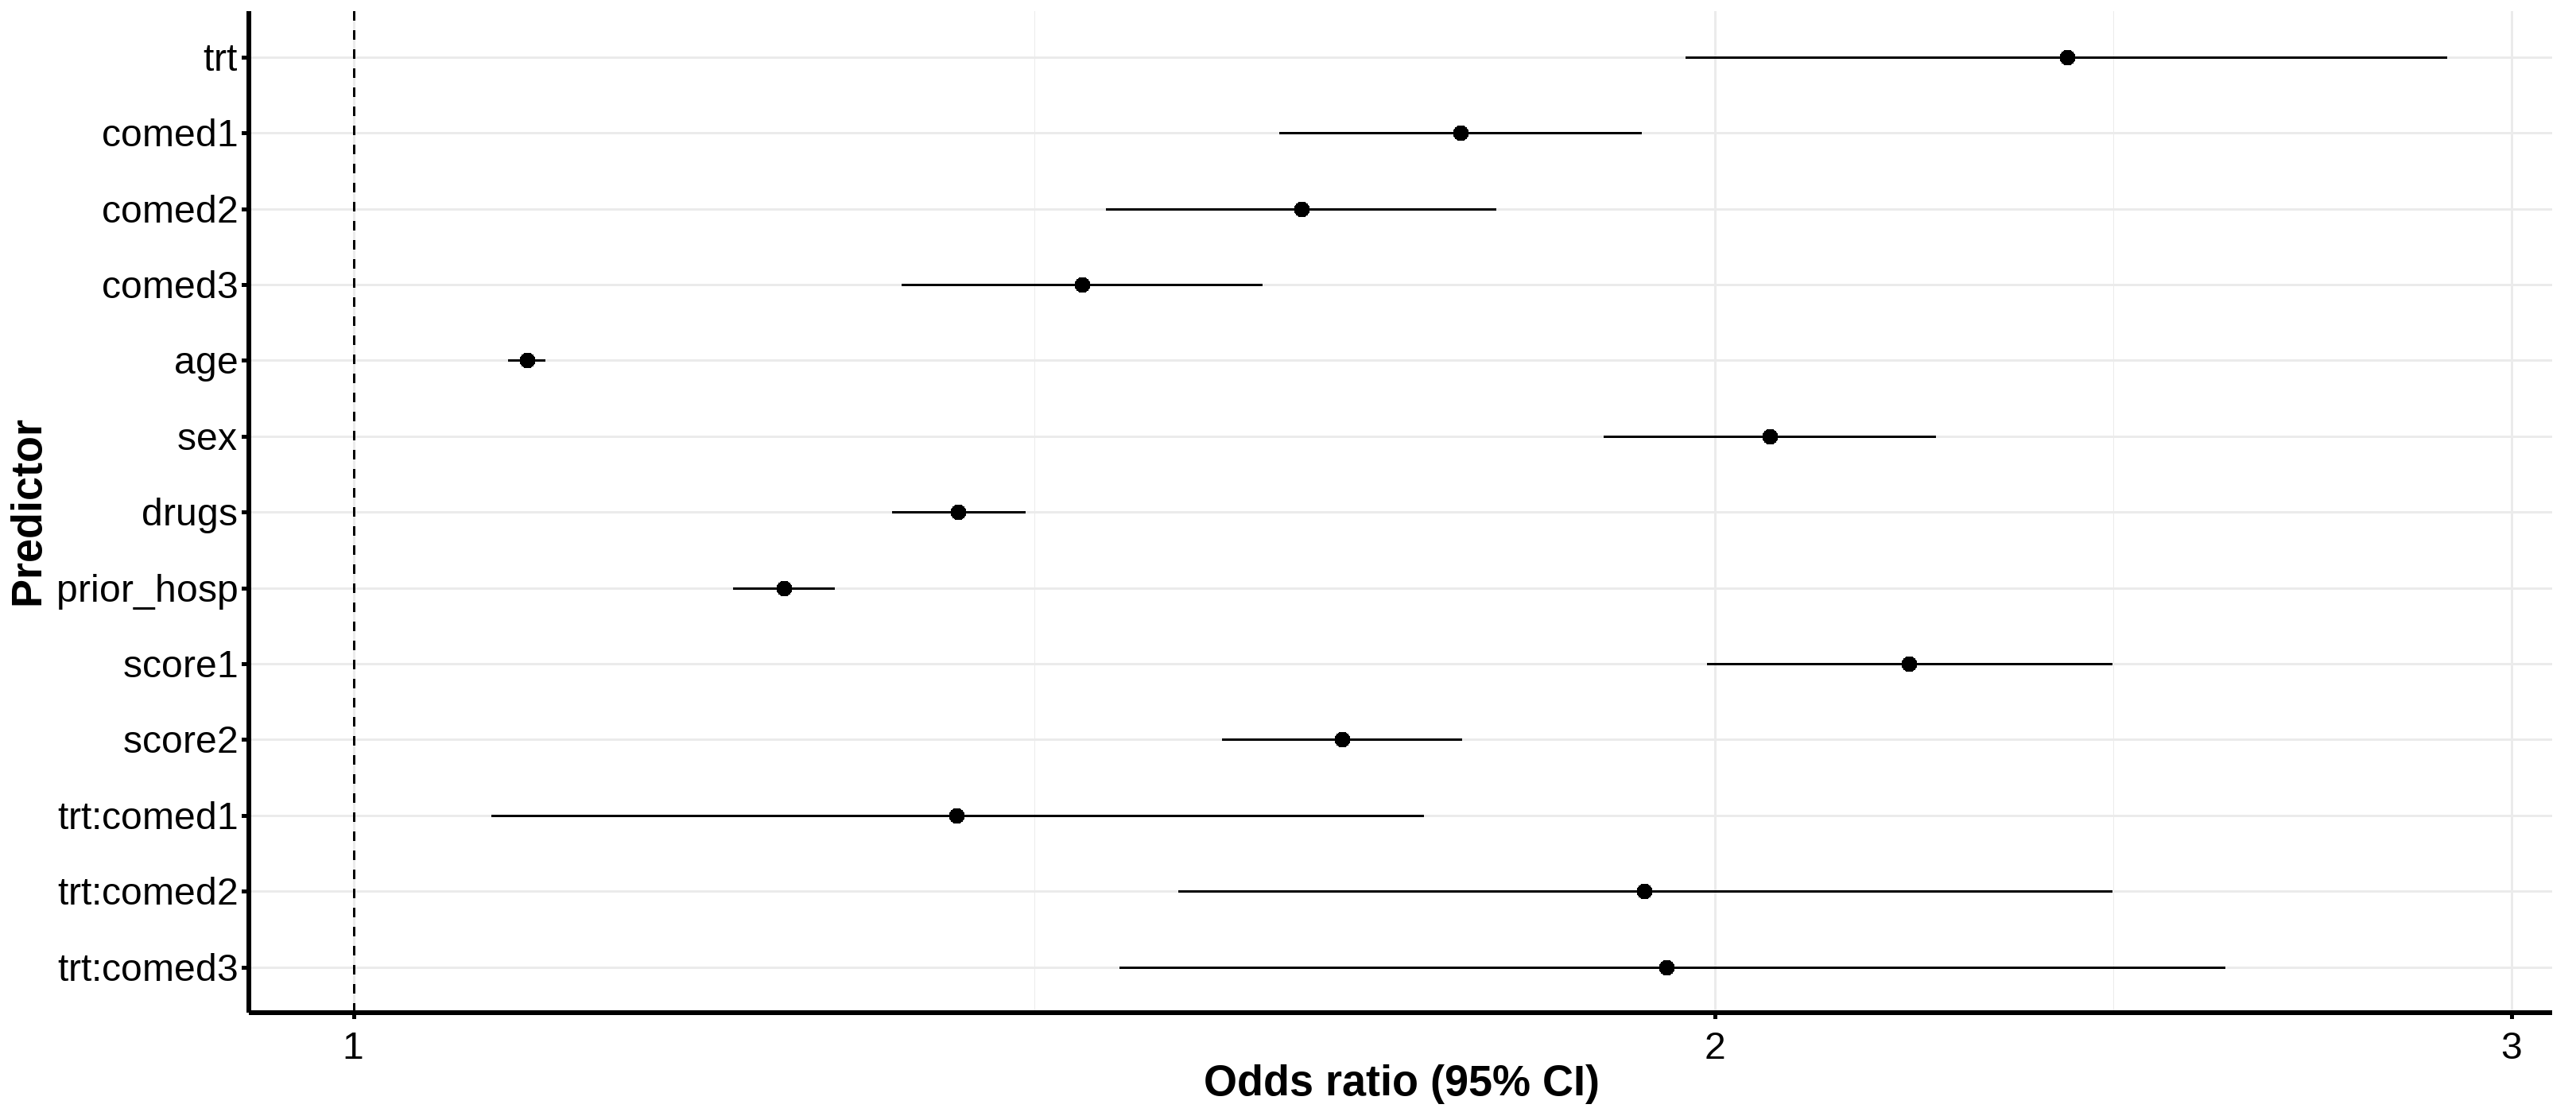 Predictor
trt
comed1
comed2
comed3
age
sex
drugs
prior_hosp
score1
score2
trt:comed1
trt:comed2
trt:comed3
1
2
3
Odds ratio (95% CI)